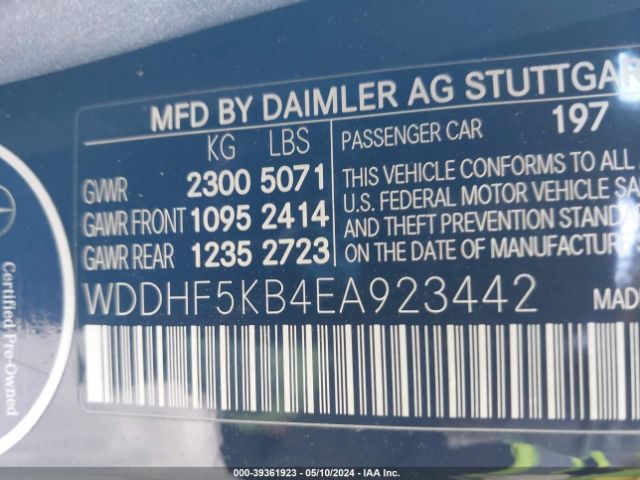 MFD BY DAIMLER AG STUTTGAR
KG LBS
GVWR 2300 5071
GAWR FRONT 1095 2414
GAWR REAR 1235 2723
PASSENGER CAR 197
THIS VEHICLE CONFORMS TO ALL
U.S. FEDERAL MOTOR VEHICLE SA
AND THEFT PREVENTION STANDA
ON THE DATE OF MANUFACTUR
WDDHF5KB4EA923442
MAD
Certified Pre-Owned
000-39361923 - 05/10/2024 - IAA Inc.